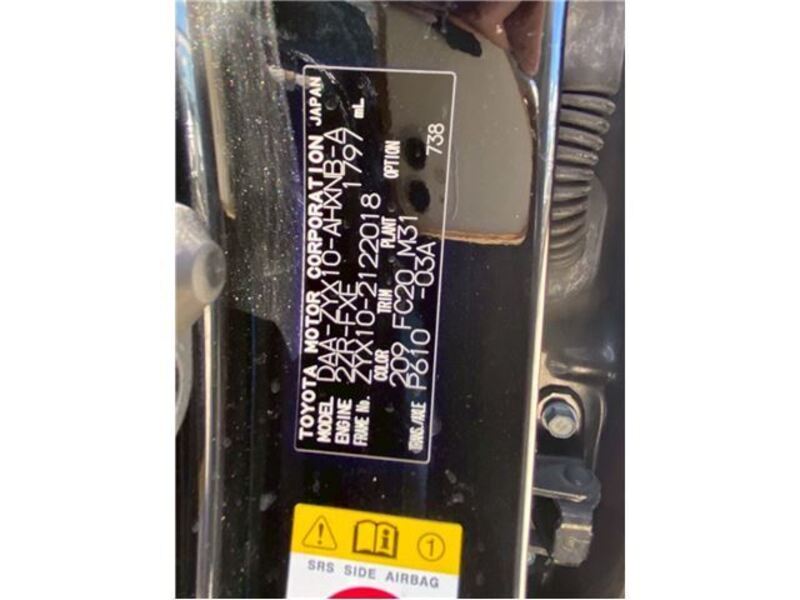 TOYOTA MOTOR CORPORATION JAPAN
MODEL DAA-ZYX10-AHXNB-A
ENGINE 2ZR-FXE 1797 mL
FRAME No. ZYX10-2122018
COLOR TRIM PLANT OPTION
209 FC20 M31 738
TRANS./AXLE P610 -03A
1
SRS SIDE AIRBAG